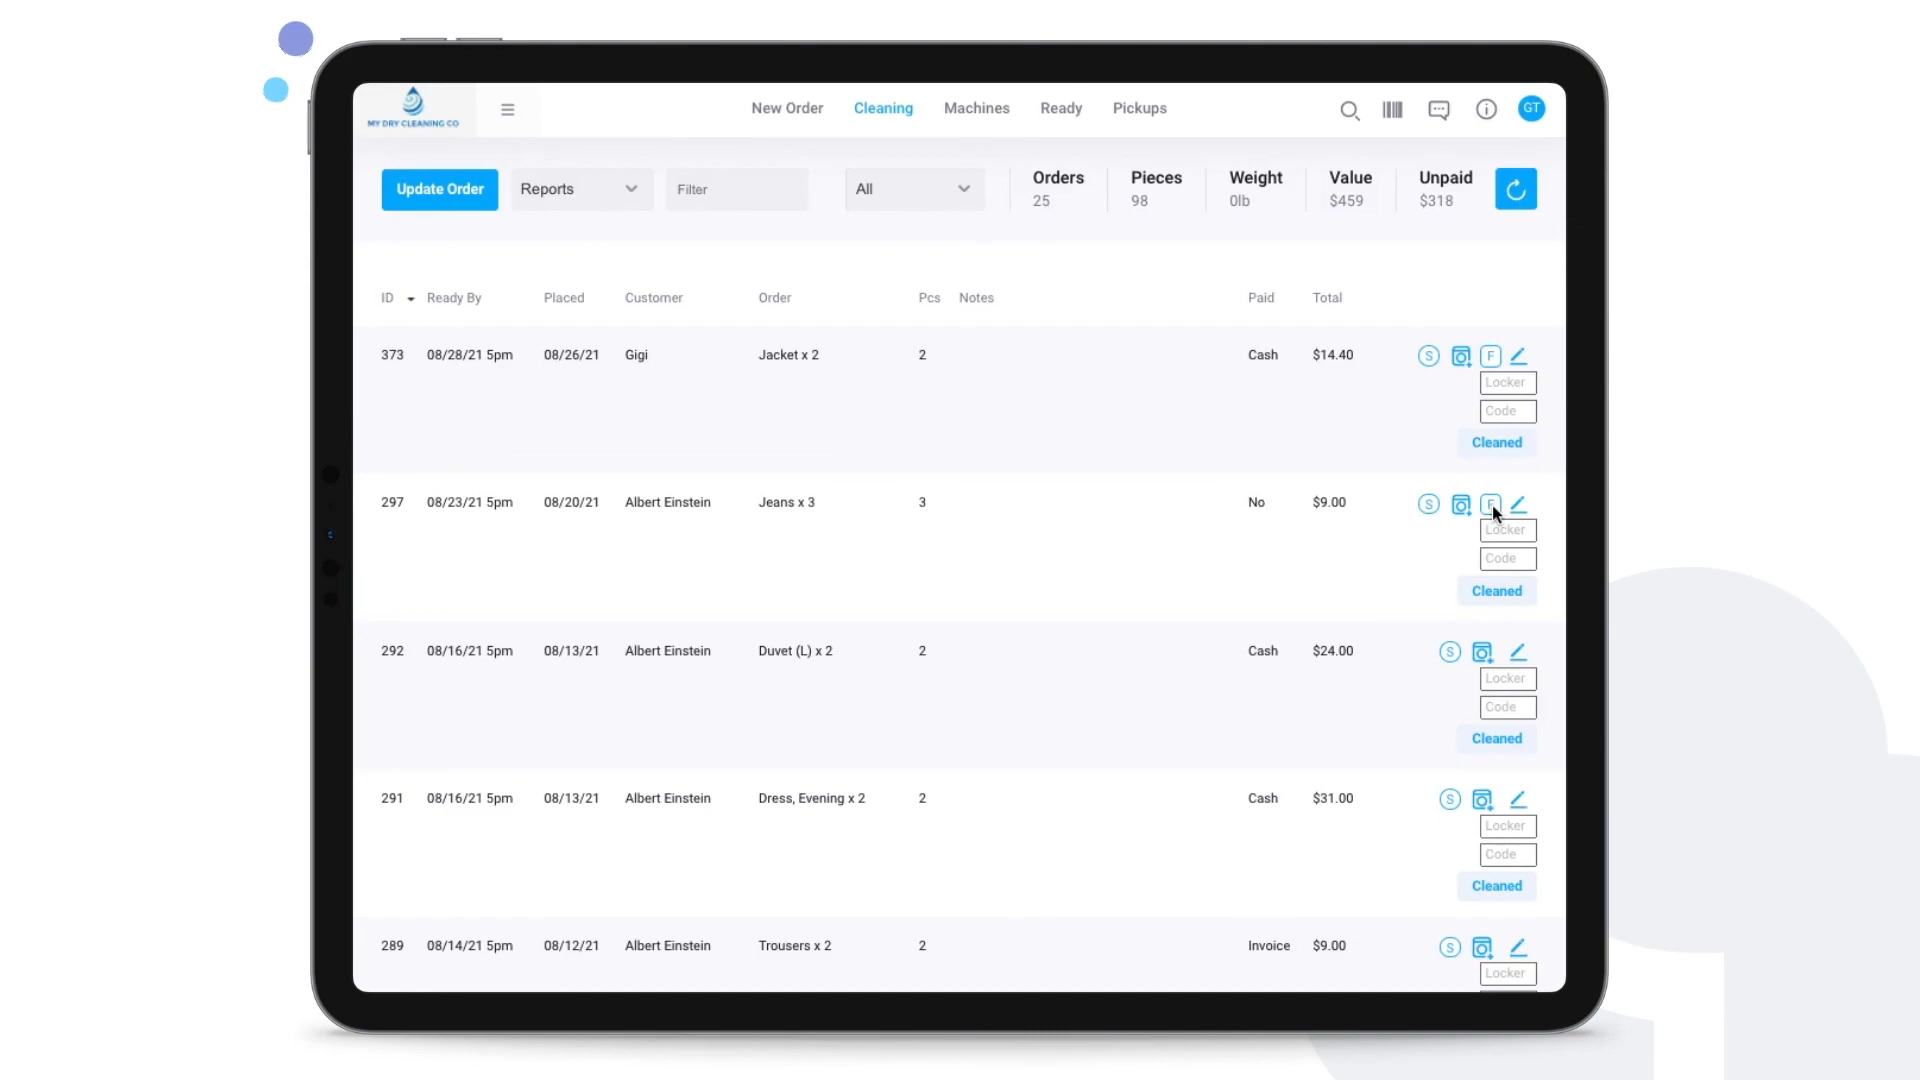 MY DRY CLEANING CO
New Order Cleaning Machines Ready Pickups
GT
Update Order Reports Filter All
Orders Pieces Weight Value Unpaid
25 98 0lb $459 $318
ID Ready By Placed Customer Order Pcs Notes Paid Total
373 08/28/21 5pm 08/26/21 Gigi Jacket x 2 2 Cash $14.40 S F
Locker
Code
Cleaned
297 08/23/21 5pm 08/20/21 Albert Einstein Jeans x 3 3 No $9.00 S F
Locker
Code
Cleaned
292 08/16/21 5pm 08/13/21 Albert Einstein Duvet (L) x 2 2 Cash $24.00 S
Locker
Code
Cleaned
291 08/16/21 5pm 08/13/21 Albert Einstein Dress, Evening x 2 2 Cash $31.00 S
Locker
Code
Cleaned
289 08/14/21 5pm 08/12/21 Albert Einstein Trousers x 2 2 Invoice $9.00 S
Locker